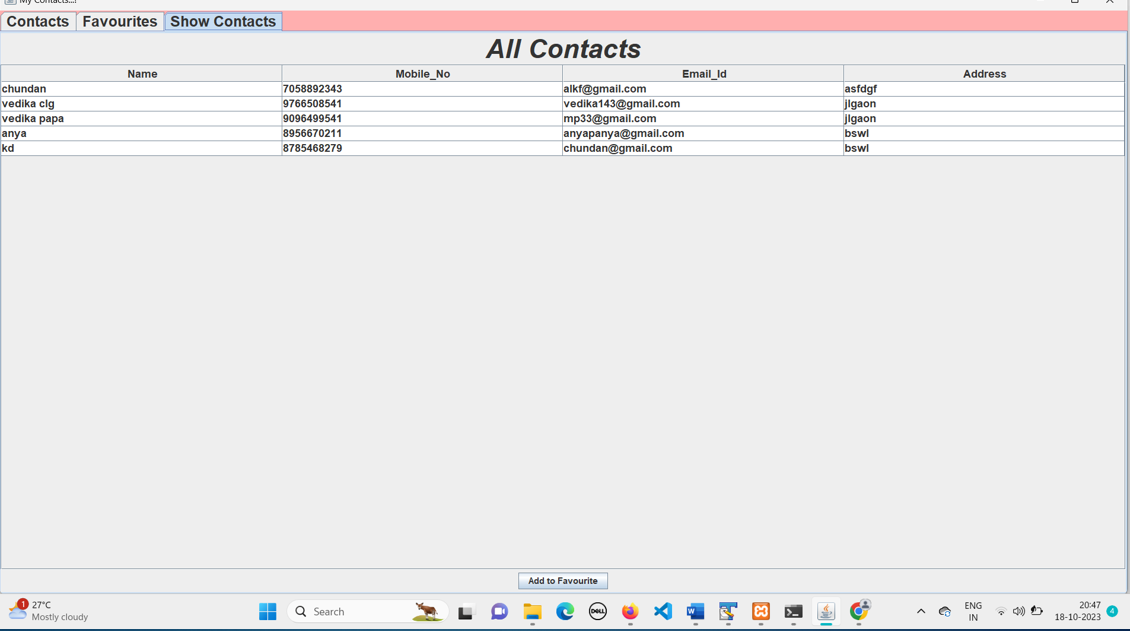 My Contacts...!
Contacts Favourites Show Contacts
All Contacts
Name Mobile_No Email_Id Address
chundan 7058892343 alkf@gmail.com asfdgf
vedika clg 9766508541 vedika143@gmail.com jlgaon
vedika papa 9096499541 mp33@gmail.com jlgaon
anya 8956670211 anyapanya@gmail.com bswl
kd 8785468279 chundan@gmail.com bswl
Add to Favourite
1 27°C
Mostly cloudy
Search
DELL
ENG
IN
20:47
18-10-2023
4